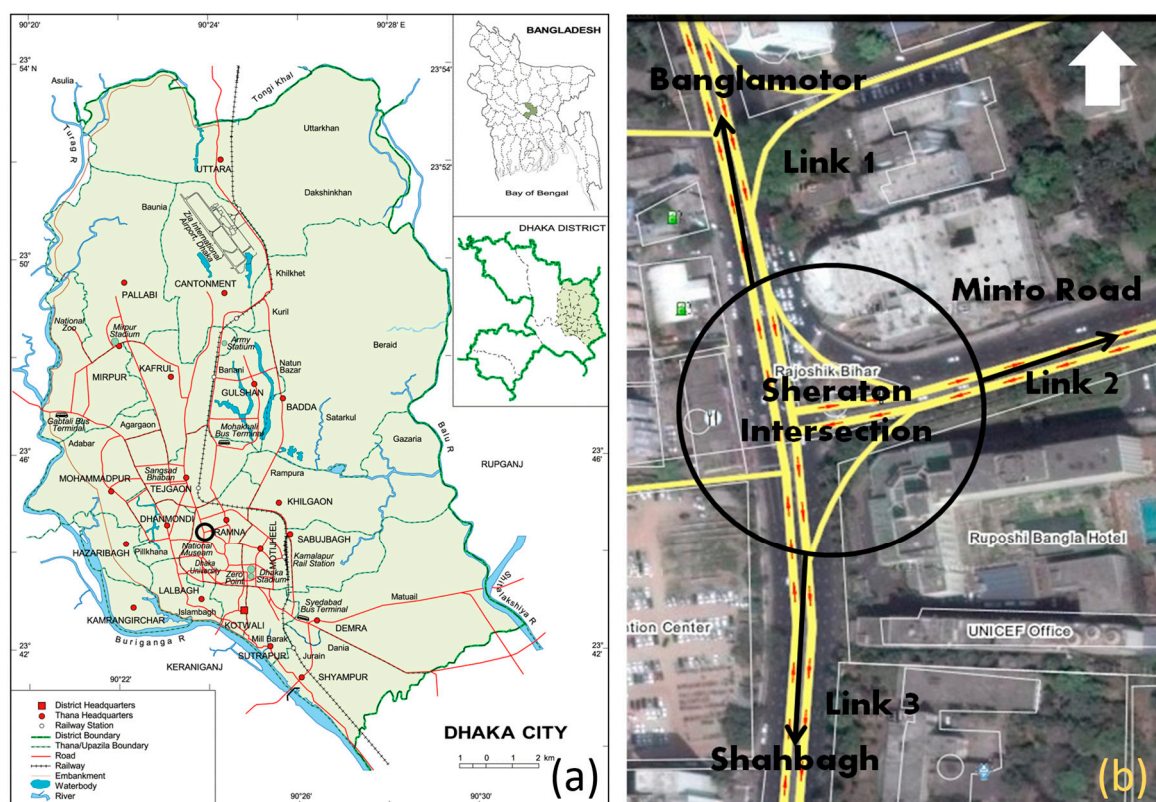 90 20'
90 24'
90 28' E
23
54' N
23
54'
Asulia
Tongi Khal
Turag R
Uttarkhan
UTTARA
Dakshinkhan
23
52'
Baunia
Zia International
Airport, Dhaka
23
50'
Khilkhet
PALLABI
CANTONMENT
National
Zoo
Mirpur
Stadium
Kuril
Army
Statium
Beraid
MIRPUR
KAFRUL
Banani
Natun
Bazar
GULSHAN
BADDA
Gabtali Bus
Terminal
Agargaon
Mohakhali
Bus Terminal
Satarkul
Adabar
Gazaria
Balu R
23
46'
23
46'
RUPGANJ
MOHAMMADPUR
Sangsad
Bhaban
TEJGAON
Rampura
KHILGAON
DHANMONDI
RAMNA
MOTIJHEEL
SABUJBAGH
HAZARIBAGH
Pillkhana
National
Museum
Dhaka
University
Kamalapur
Rail Station
Zero
Point
Dhaka
Stadium
LALBAGH
Islambagh
Syedabad
Bus Terminal
Matuail
KAMRANGIRCHAR
KOTWALI
DEMRA
Buriganga R
Mill Barak
Dania
23
42'
23
42'
SUTRAPUR
Jurain
KERANIGANJ
SHYAMPUR
90 22'
90 26'
90 30'
District Headquarters
Thana Headquarters
Railway Station
District Boundary
Thana/Upazila Boundary
Road
Railway
Embankment
Waterbody
River
DHAKA CITY
1 0 1 2 km
(a)
BANGLADESH
Bay of Bengal
DHAKA DISTRICT
Banglamotor
Link 1
Minto Road
Link 2
Rajoshik Bihar
Sheraton
Intersection
Ruposhi Bangla Hotel
UNICEF Office
ation Center
Link 3
Shahbagh
(b)